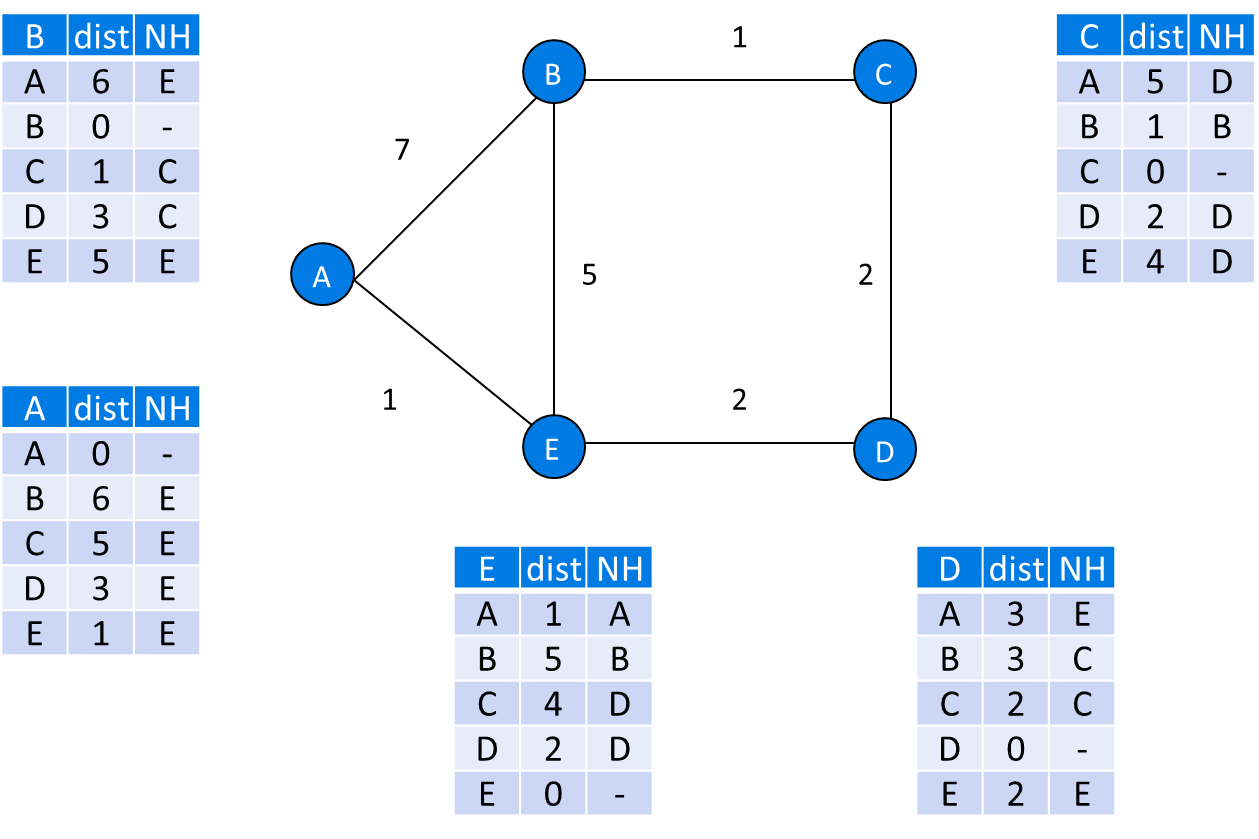 B dist NH
A 6 E
B 0 -
C 1 C
D 3 C
E 5 E
1
B
C
7
A
5
2
1
2
E
D
C dist NH
A 5 D
B 1 B
C 0 -
D 2 D
E 4 D
A dist NH
A 0 -
B 6 E
C 5 E
D 3 E
E 1 E
E dist NH
A 1 A
B 5 B
C 4 D
D 2 D
E 0 -
D dist NH
A 3 E
B 3 C
C 2 C
D 0 -
E 2 E